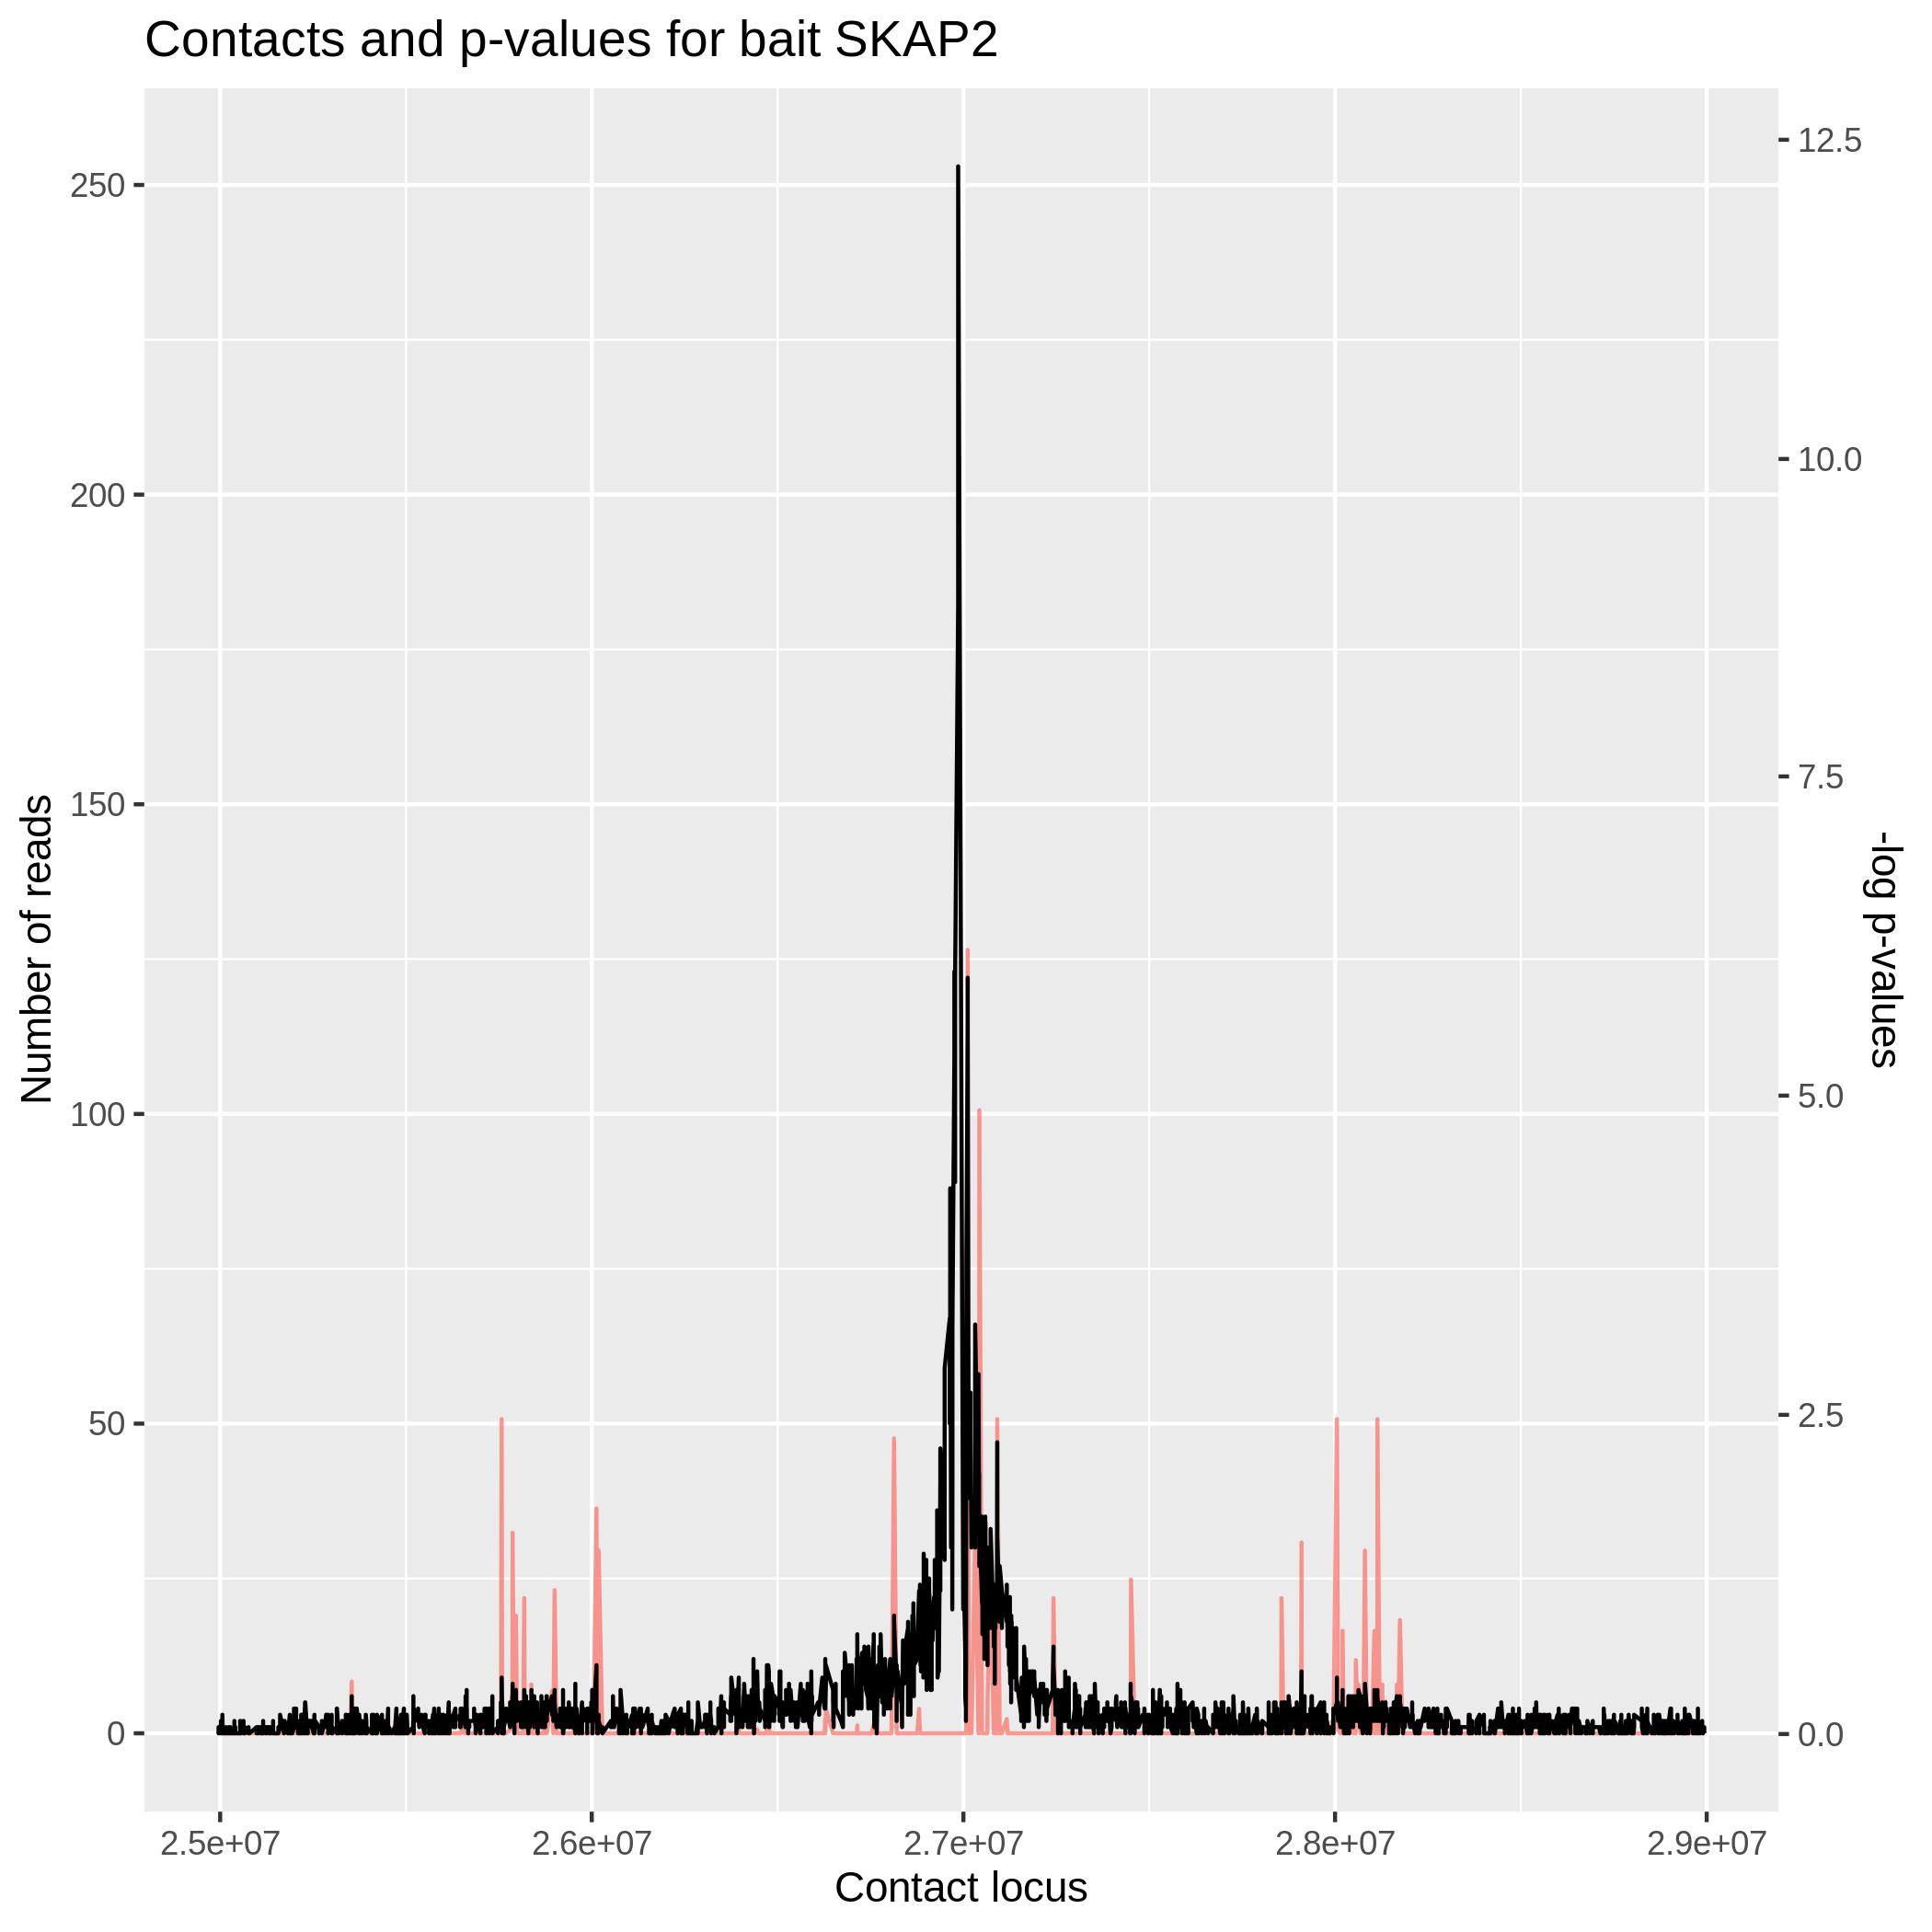 Contacts and p-values for bait SKAP2
250
200
150
100
50
0
Number of reads
12.5
10.0
7.5
5.0
2.5
0.0
-log p-values
2.5e+07 2.6e+07 2.7e+07 2.8e+07 2.9e+07
Contact locus